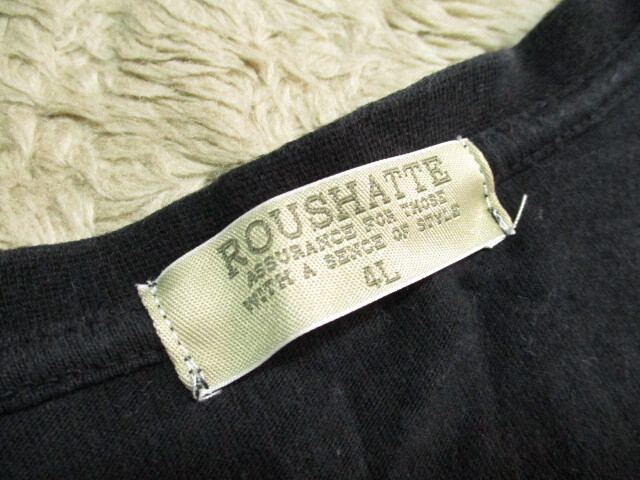 ROUSHATTE
ASSURANCE FOR THOSE
WITH A SENCE OF STYLE
4L